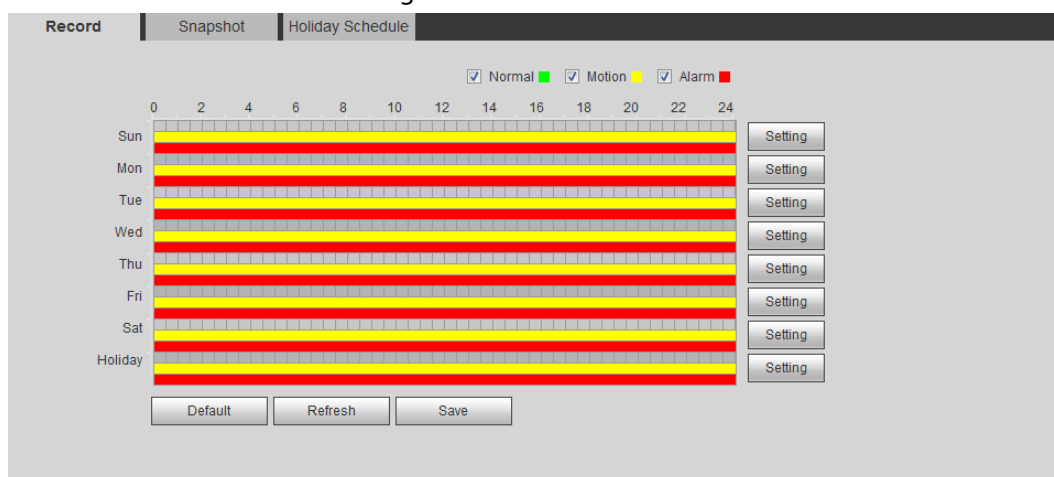 Record Snapshot Holiday Schedule
Normal Motion Alarm
0 2 4 6 8 10 12 14 16 18 20 22 24
Sun Setting
Mon Setting
Tue Setting
Wed Setting
Thu Setting
Fri Setting
Sat Setting
Holiday Setting
Default Refresh Save